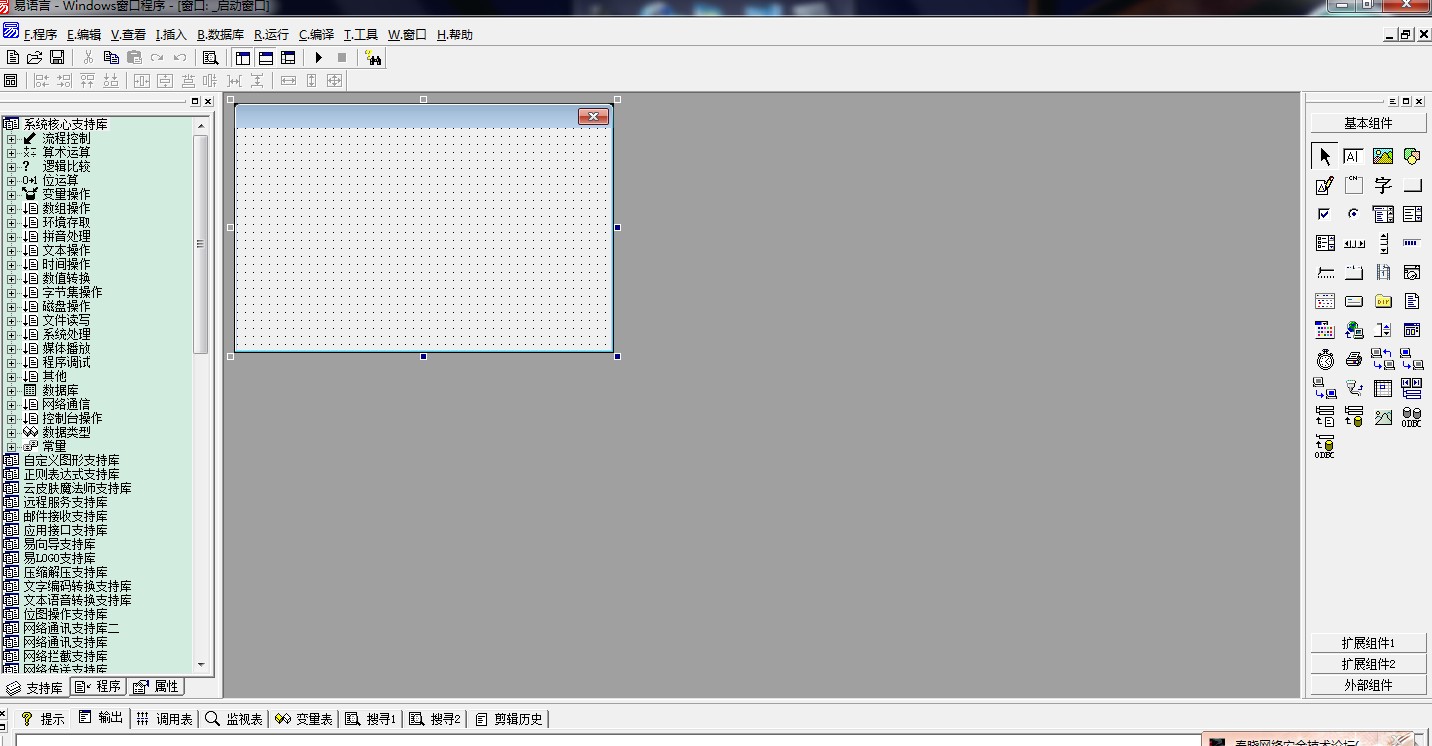 易语言 - Windows窗口程序 - [窗口: _启动窗口]
F.程序 E.编辑 V.查看 I.插入 B.数据库 R.运行 C.编译 T.工具 W.窗口 H.帮助
系统核心支持库
流程控制
算术运算
逻辑比较
位运算
变量操作
数组操作
环境存取
拼音处理
文本操作
时间操作
数值转换
字节集操作
磁盘操作
文件读写
系统处理
媒体播放
程序调试
其他
数据库
网络通信
控制台操作
数据类型
常量
自定义图形支持库
正则表达式支持库
云皮肤魔法师支持库
远程服务支持库
邮件接收支持库
应用接口支持库
易向导支持库
易LOGO支持库
压缩解压支持库
文字编码转换支持库
文本语音转换支持库
位图操作支持库
网络通讯支持库二
网络通讯支持库
网络拦截支持库
网络传送支持库
支持库 程序 属性
基本组件
A
CN
字
DIR
ODBC
ODBC
扩展组件1
扩展组件2
外部组件
提示 输出 调用表 监视表 变量表 搜寻1 搜寻2 剪辑历史